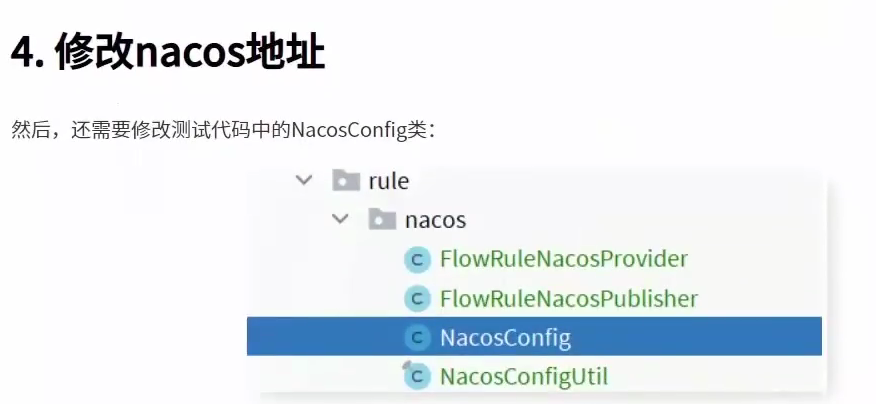 4. 修改nacos地址
然后，还需要修改测试代码中的NacosConfig类：
rule
nacos
C FlowRuleNacosProvider
C FlowRuleNacosPublisher
C NacosConfig
C NacosConfigUtil